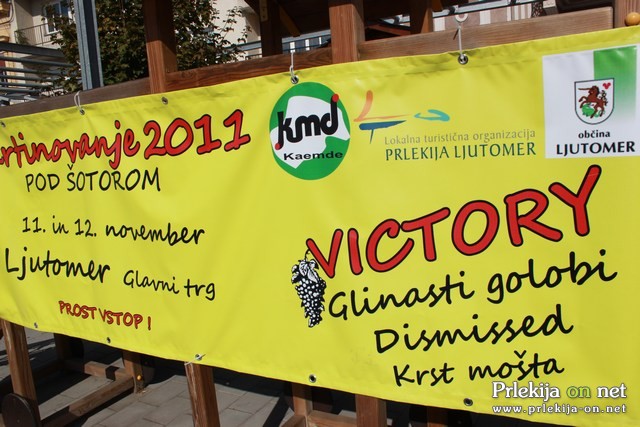 rtinovanje 2011
POD ŠOTOROM
11. in 12. november
Ljutomer Glavni trg
PROST VSTOP !
kmd
Kaemde
Lokalna turistična organizacija
PRLEKIJA LJUTOMER
občina
LJUTOMER
VICTORY
Glinasti golobi
Dismissed
Krst mošta
Prlekija on net
www.prlekija-on.net